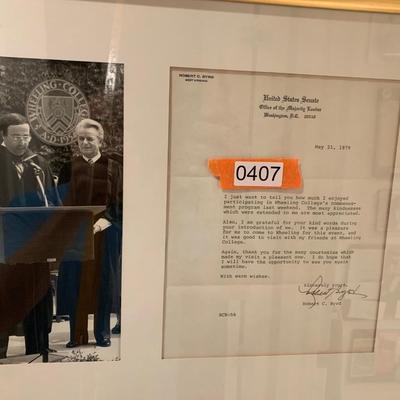 WHEELING COLLEGE
ROBERT C. BYRD
WEST VIRGINIA
United States Senate
Office of the Majority Leader
Washington, D.C. 20510
May 31, 1979
0407
I just want to tell you how much I enjoyed
participating in Wheeling College's commence-
ment program last weekend. The many kindnesses
which were extended to me are most appreciated.
Also, I am grateful for your kind words during
your introduction of me. It was a pleasure
for me to come to Wheeling for this event, and
it was good to visit with my friends at Wheeling
College.
Again, thank you for the many courtesies which
made my visit a pleasant one. I do hope that
I will have the opportunity to see you again
sometime.
With warm wishes.
Sincerely yours,
Robert C. Byrd
Robert C. Byrd